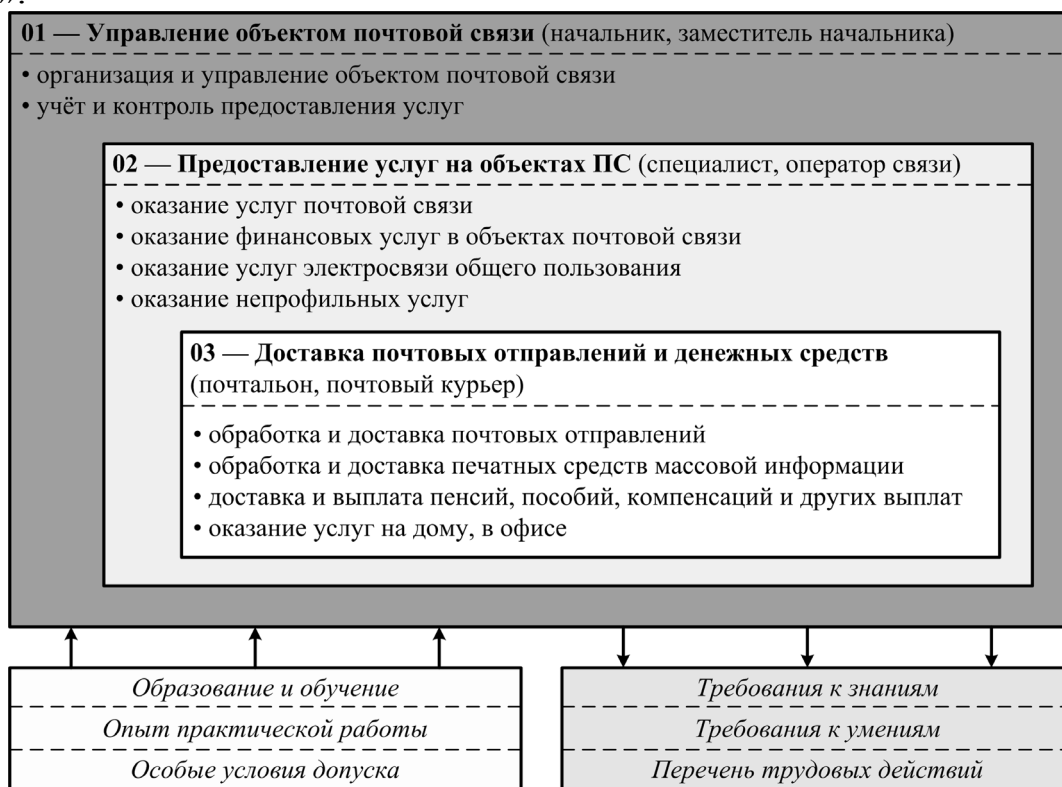 01 — Управление объектом почтовой связи (начальник, заместитель начальника)
• организация и управление объектом почтовой связи
• учёт и контроль предоставления услуг
02 — Предоставление услуг на объектах ПС (специалист, оператор связи)
• оказание услуг почтовой связи
• оказание финансовых услуг в объектах почтовой связи
• оказание услуг электросвязи общего пользования
• оказание непрофильных услуг
03 — Доставка почтовых отправлений и денежных средств
(почтальон, почтовый курьер)
• обработка и доставка почтовых отправлений
• обработка и доставка печатных средств массовой информации
• доставка и выплата пенсий, пособий, компенсаций и других выплат
• оказание услуг на дому, в офисе
Образование и обучение
Опыт практической работы
Особые условия допуска
Требования к знаниям
Требования к умениям
Перечень трудовых действий